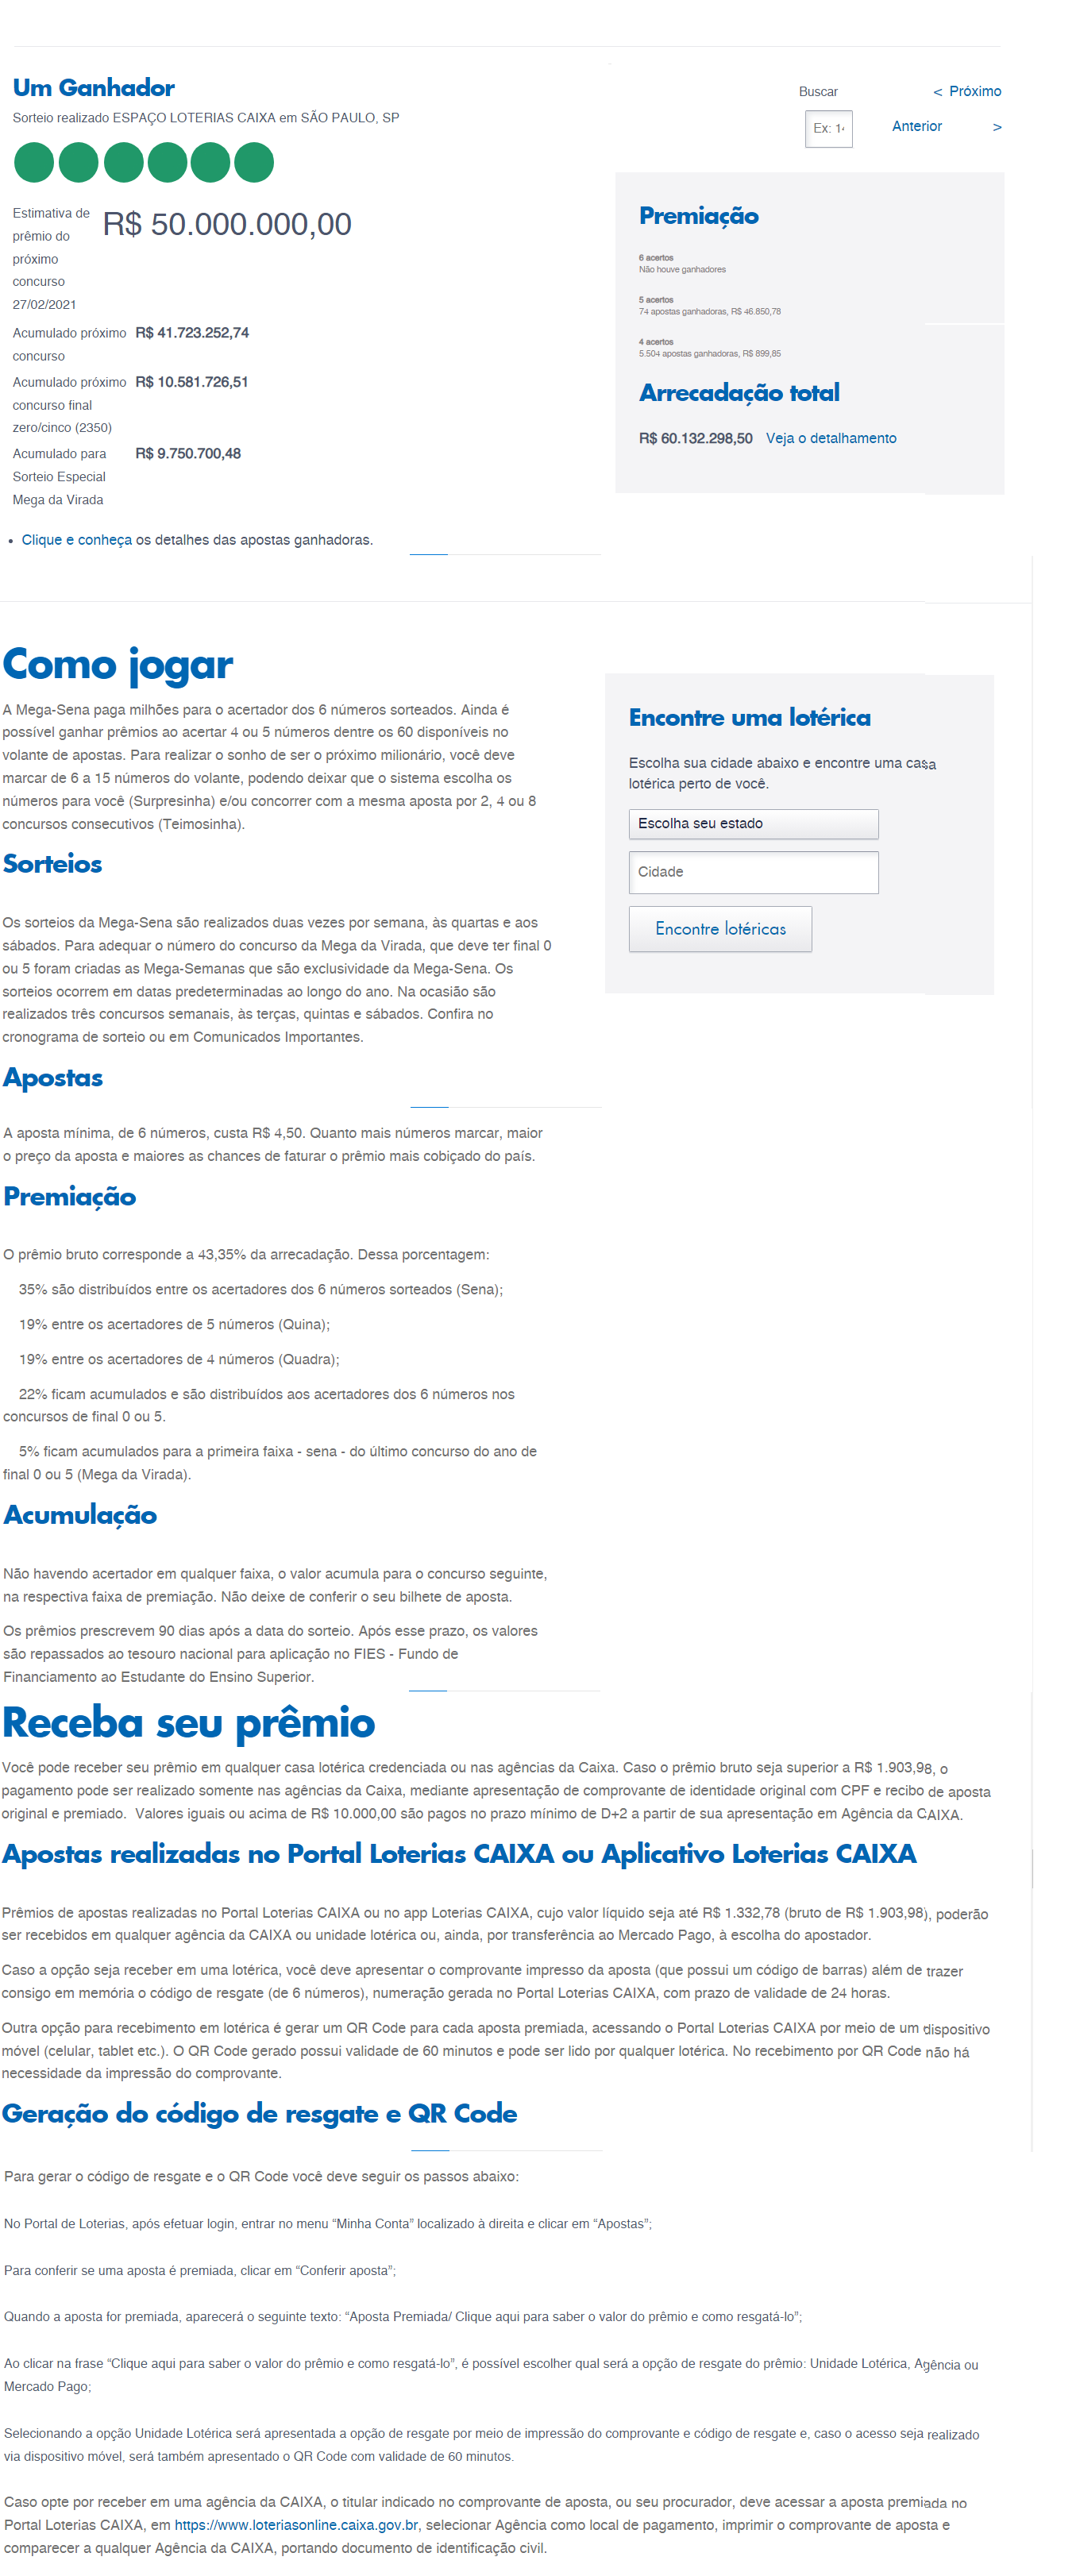 Um Ganhador
Sorteio realizado ESPAÇO LOTERIAS CAIXA em SÃO PAULO, SP
Estimativa de
prêmio do
próximo
concurso
27/02/2021
R$ 50.000.000,00
Acumulado próximo
concurso
R$ 41.723.252,74
Acumulado próximo
concurso final
zero/cinco (2350)
R$ 10.581.726,51
Acumulado para
Sorteio Especial
Mega da Virada
R$ 9.750.700,48
• Clique e conheça os detalhes das apostas ganhadoras.
Buscar
< Próximo
Ex: 14
Anterior >
Premiação
6 acertos
Não houve ganhadores
5 acertos
74 apostas ganhadoras, R$ 46.850,78
4 acertos
5.504 apostas ganhadoras, R$ 899,85
Arrecadação total
R$ 60.132.298,50 Veja o detalhamento
Como jogar
A Mega-Sena paga milhões para o acertador dos 6 números sorteados. Ainda é
possível ganhar prêmios ao acertar 4 ou 5 números dentre os 60 disponíveis no
volante de apostas. Para realizar o sonho de ser o próximo milionário, você deve
marcar de 6 a 15 números do volante, podendo deixar que o sistema escolha os
números para você (Surpresinha) e/ou concorrer com a mesma aposta por 2, 4 ou 8
concursos consecutivos (Teimosinha).
Sorteios
Os sorteios da Mega-Sena são realizados duas vezes por semana, às quartas e aos
sábados. Para adequar o número do concurso da Mega da Virada, que deve ter final 0
ou 5 foram criadas as Mega-Semanas que são exclusividade da Mega-Sena. Os
sorteios ocorrem em datas predeterminadas ao longo do ano. Na ocasião são
realizados três concursos semanais, às terças, quintas e sábados. Confira no
cronograma de sorteio ou em Comunicados Importantes.
Apostas
A aposta mínima, de 6 números, custa R$ 4,50. Quanto mais números marcar, maior
o preço da aposta e maiores as chances de faturar o prêmio mais cobiçado do país.
Premiação
O prêmio bruto corresponde a 43,35% da arrecadação. Dessa porcentagem:
35% são distribuídos entre os acertadores dos 6 números sorteados (Sena);
19% entre os acertadores de 5 números (Quina);
19% entre os acertadores de 4 números (Quadra);
22% ficam acumulados e são distribuídos aos acertadores dos 6 números nos
concursos de final 0 ou 5.
5% ficam acumulados para a primeira faixa - sena - do último concurso do ano de
final 0 ou 5 (Mega da Virada).
Acumulação
Não havendo acertador em qualquer faixa, o valor acumula para o concurso seguinte,
na respectiva faixa de premiação. Não deixe de conferir o seu bilhete de aposta.
Os prêmios prescrevem 90 dias após a data do sorteio. Após esse prazo, os valores
são repassados ao tesouro nacional para aplicação no FIES - Fundo de
Financiamento ao Estudante do Ensino Superior.
Encontre uma lotérica
Escolha sua cidade abaixo e encontre uma casa
lotérica perto de você.
Escolha seu estado
Cidade
Encontre lotéricas
Receba seu prêmio
Você pode receber seu prêmio em qualquer casa lotérica credenciada ou nas agências da Caixa. Caso o prêmio bruto seja superior a R$ 1.903,98, o
pagamento pode ser realizado somente nas agências da Caixa, mediante apresentação de comprovante de identidade original com CPF e recibo de aposta
original e premiado. Valores iguais ou acima de R$ 10.000,00 são pagos no prazo mínimo de D+2 a partir de sua apresentação em Agência da CAIXA.
Apostas realizadas no Portal Loterias CAIXA ou Aplicativo Loterias CAIXA
Prêmios de apostas realizadas no Portal Loterias CAIXA ou no app Loterias CAIXA, cujo valor líquido seja até R$ 1.332,78 (bruto de R$ 1.903,98), poderão
ser recebidos em qualquer agência da CAIXA ou unidade lotérica ou, ainda, por transferência ao Mercado Pago, à escolha do apostador.
Caso a opção seja receber em uma lotérica, você deve apresentar o comprovante impresso da aposta (que possui um código de barras) além de trazer
consigo em memória o código de resgate (de 6 números), numeração gerada no Portal Loterias CAIXA, com prazo de validade de 24 horas.
Outra opção para recebimento em lotérica é gerar um QR Code para cada aposta premiada, acessando o Portal Loterias CAIXA por meio de um dispositivo
móvel (celular, tablet etc.). O QR Code gerado possui validade de 60 minutos e pode ser lido por qualquer lotérica. No recebimento por QR Code não há
necessidade da impressão do comprovante.
Geração do código de resgate e QR Code
Para gerar o código de resgate e o QR Code você deve seguir os passos abaixo:
No Portal de Loterias, após efetuar login, entrar no menu “Minha Conta” localizado à direita e clicar em “Apostas”;
Para conferir se uma aposta é premiada, clicar em “Conferir aposta”;
Quando a aposta for premiada, aparecerá o seguinte texto: “Aposta Premiada/ Clique aqui para saber o valor do prêmio e como resgatá-lo”;
Ao clicar na frase “Clique aqui para saber o valor do prêmio e como resgatá-lo”, é possível escolher qual será a opção de resgate do prêmio: Unidade Lotérica, Agência ou
Mercado Pago;
Selecionando a opção Unidade Lotérica será apresentada a opção de resgate por meio de impressão do comprovante e código de resgate e, caso o acesso seja realizado
via dispositivo móvel, será também apresentado o QR Code com validade de 60 minutos.
Caso opte por receber em uma agência da CAIXA, o titular indicado no comprovante de aposta, ou seu procurador, deve acessar a aposta premiada no
Portal Loterias CAIXA, em https://www.loteriasonline.caixa.gov.br, selecionar Agência como local de pagamento, imprimir o comprovante de aposta e
comparecer a qualquer Agência da CAIXA, portando documento de identificação civil.